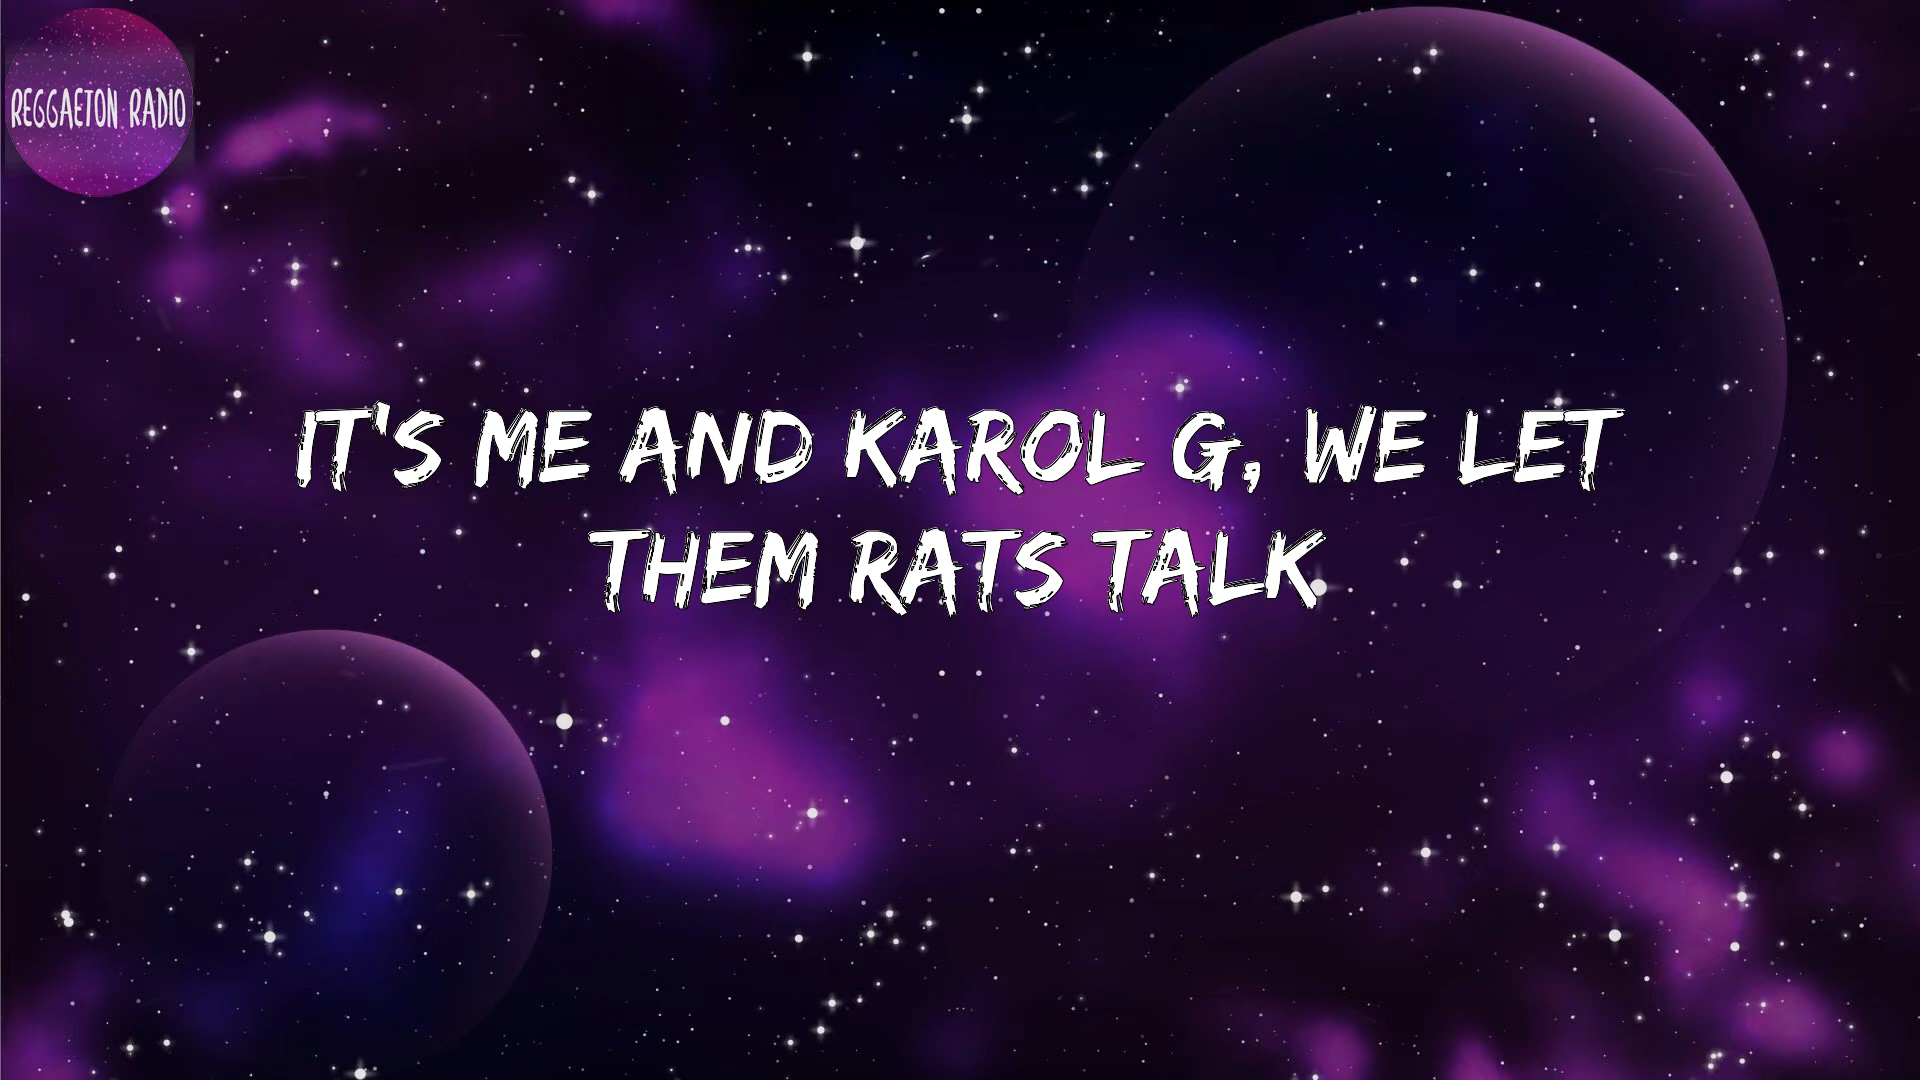 REGGAETON RADIO
IT'S ME AND KAROL G, WE LET
THEM RATS TALK